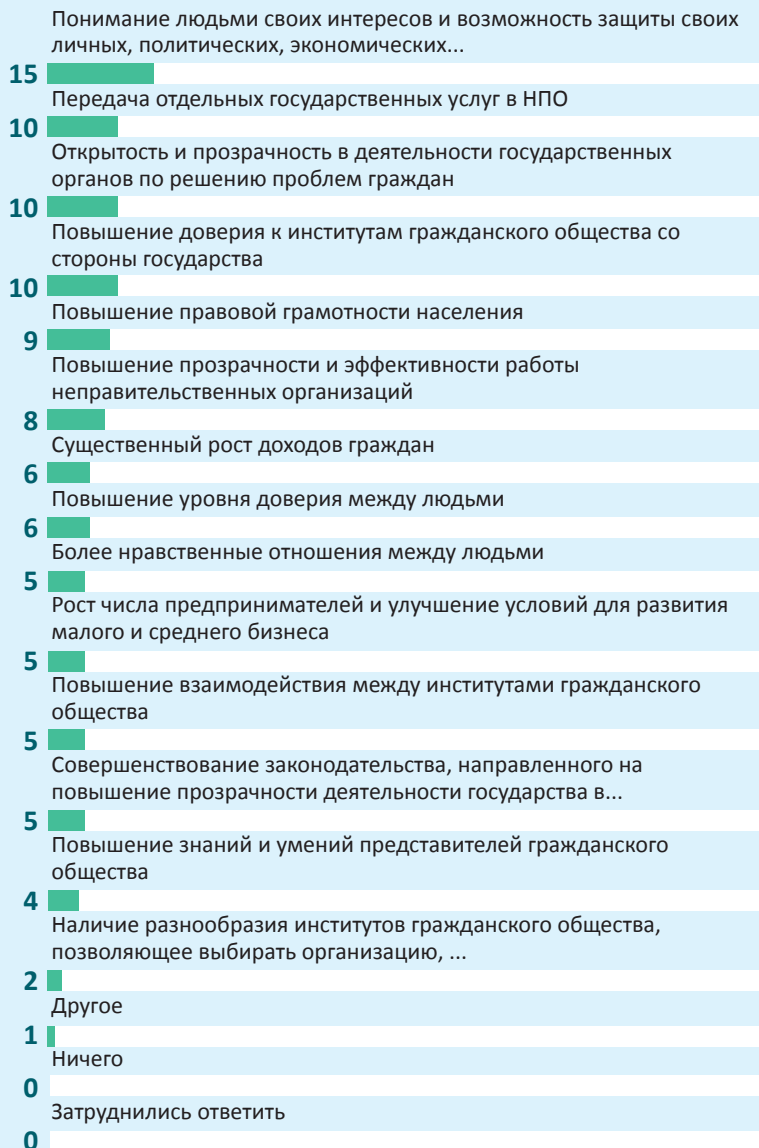 Понимание людьми своих интересов и возможность защиты своих
личных, политических, экономических...
15
Передача отдельных государственных услуг в НПО
10
Открытость и прозрачность в деятельности государственных
органов по решению проблем граждан
10
Повышение доверия к институтам гражданского общества со
стороны государства
10
Повышение правовой грамотности населения
9
Повышение прозрачности и эффективности работы
неправительственных организаций
8
Существенный рост доходов граждан
6
Повышение уровня доверия между людьми
6
Более нравственные отношения между людьми
5
Рост числа предпринимателей и улучшение условий для развития
малого и среднего бизнеса
5
Повышение взаимодействия между институтами гражданского
общества
5
Совершенствование законодательства, направленного на
повышение прозрачности деятельности государства в...
5
Повышение знаний и умений представителей гражданского
общества
4
Наличие разнообразия институтов гражданского общества,
позволяющее выбирать организацию, ...
2
Другое
1
Ничего
0
Затруднились ответить
0